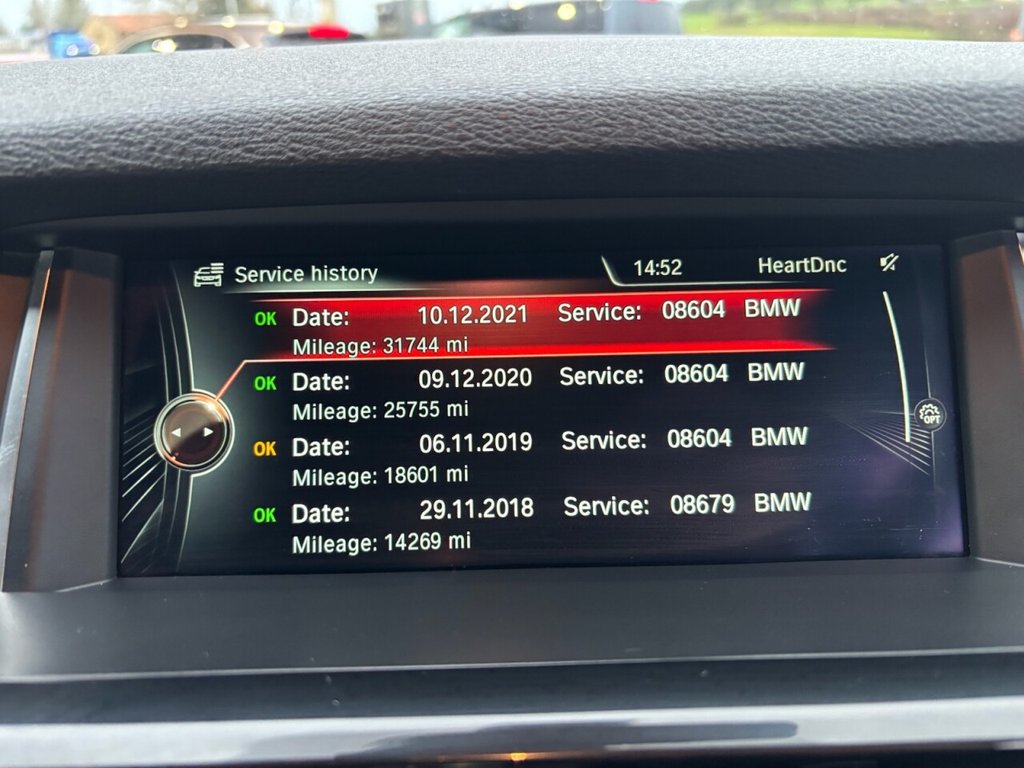 Service history 14:52 HeartDnc
OK Date: 10.12.2021 Service: 08604 BMW
Mileage: 31744 mi
OK Date: 09.12.2020 Service: 08604 BMW
Mileage: 25755 mi
OPT
OK Date: 06.11.2019 Service: 08604 BMW
Mileage: 18601 mi
OK Date: 29.11.2018 Service: 08679 BMW
Mileage: 14269 mi